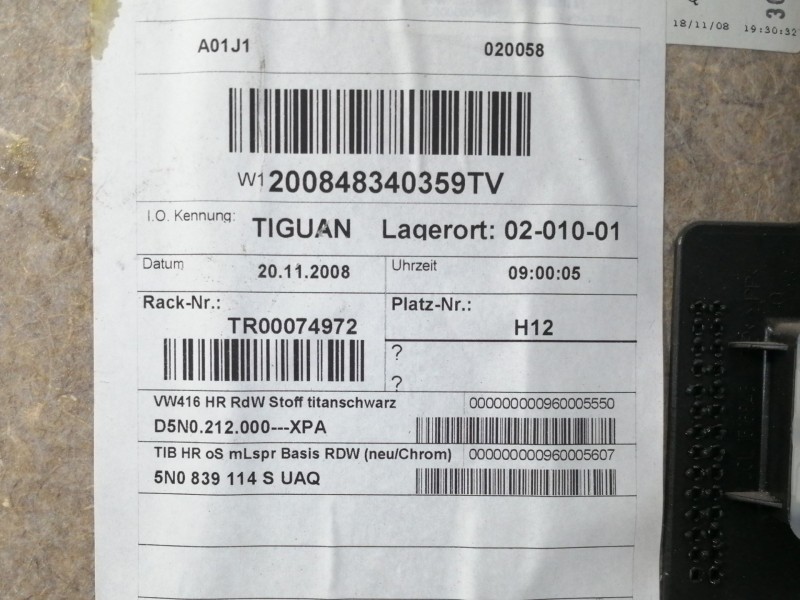 18/11/08 19:30:32
A01J1 020058
W1 200848340359TV
I.O. Kennung: TIGUAN Lagerort: 02-010-01
Datum 20.11.2008 Uhrzeit 09:00:05
Rack-Nr.: TR00074972 Platz-Nr.: H12
?
?
VW416 HR RdW Stoff titanschwarz 000000000960005550
D5N0.212.000---XPA
TIB HR oS mLspr Basis RDW (neu/Chrom) 000000000960005607
5N0 839 114 S UAQ